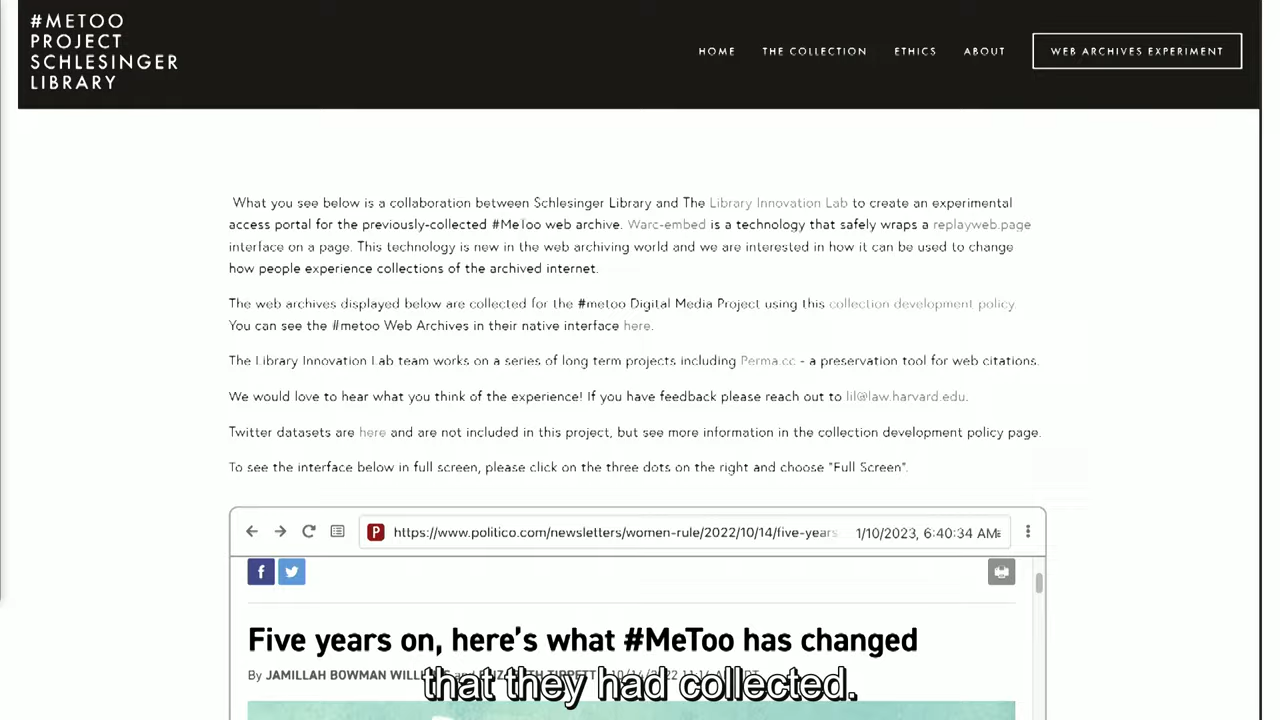 #METOO
PROJECT
SCHLESINGER
LIBRARY
HOME THE COLLECTION ETHICS ABOUT WEB ARCHIVES EXPERIMENT
What you see below is a collaboration between Schlesinger Library and The Library Innovation Lab to create an experimental
access portal for the previously-collected #MeToo web archive. Warc-embed is a technology that safely wraps a replayweb.page
interface on a page. This technology is new in the web archiving world and we are interested in how it can be used to change
how people experience collections of the archived internet.
The web archives displayed below are collected for the #metoo Digital Media Project using this collection development policy.
You can see the #metoo Web Archives in their native interface here.
The Library Innovation Lab team works on a series of long term projects including Perma.cc - a preservation tool for web citations.
We would love to hear what you think of the experience! If you have feedback please reach out to lil@law.harvard.edu.
Twitter datasets are here and are not included in this project, but see more information in the collection development policy page.
To see the interface below in full screen, please click on the three dots on the right and choose "Full Screen".
https://www.politico.com/newsletters/women-rule/2022/10/14/five-years 1/10/2023, 6:40:34 AM
Five years on, here's what #MeToo has changed
By JAMILLAH BOWMAN
that they had collected.